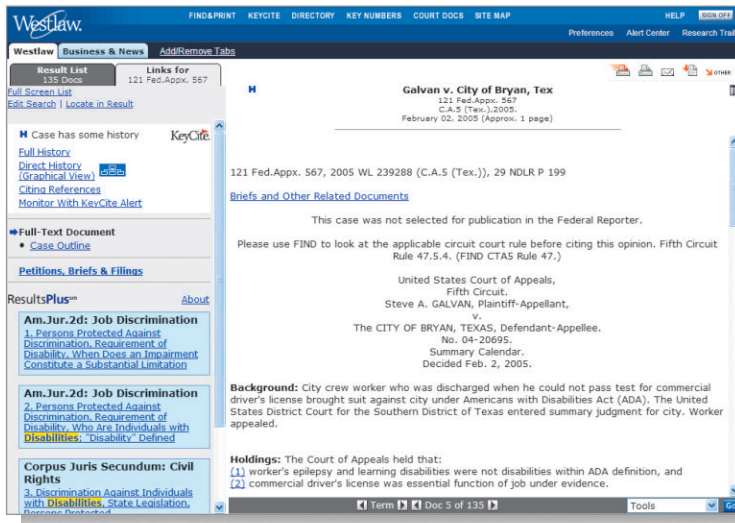 Westlaw.
FIND&PRINT KEYCITE DIRECTORY KEY NUMBERS COURT DOCS SITE MAP
HELP SIGN OFF
Preferences Alert Center Research Trail
Westlaw Business & News Add/Remove Tabs
Result List
135 Docs
Links for
121 Fed.Appx. 567
Full Screen List
Edit Search | Locate in Result
H Case has some history KeyCite
Full History
Direct History
(Graphical View)
Citing References
Monitor With KeyCite Alert
Full-Text Document
• Case Outline
Petitions, Briefs & Filings
ResultsPlus℠ About
Am.Jur.2d: Job Discrimination
1. Persons Protected Against
Discrimination, Requirement of
Disability, When Does an Impairment
Constitute a Substantial Limitation
Am.Jur.2d: Job Discrimination
2. Persons Protected Against
Discrimination, Requirement of
Disability, Who Are Individuals with
Disabilities; "Disability" Defined
Corpus Juris Secundum: Civil
Rights
3. Discrimination Against Individuals
with Disabilities, State Legislation,
Persons Protected
OTHER
H
Galvan v. City of Bryan, Tex
121 Fed.Appx. 567
C.A.5 (Tex.),2005.
February 02, 2005 (Approx. 1 page)
121 Fed.Appx. 567, 2005 WL 239288 (C.A.5 (Tex.)), 29 NDLR P 199
Briefs and Other Related Documents
This case was not selected for publication in the Federal Reporter.
Please use FIND to look at the applicable circuit court rule before citing this opinion. Fifth Circuit
Rule 47.5.4. (FIND CTA5 Rule 47.)
United States Court of Appeals,
Fifth Circuit.
Steve A. GALVAN, Plaintiff-Appellant,
v.
The CITY OF BRYAN, TEXAS, Defendant-Appellee.
No. 04-20695.
Summary Calendar.
Decided Feb. 2, 2005.
Background: City crew worker who was discharged when he could not pass test for commercial
driver's license brought suit against city under Americans with Disabilities Act (ADA). The United
States District Court for the Southern District of Texas entered summary judgment for city. Worker
appealed.
Holdings: The Court of Appeals held that:
(1) worker's epilepsy and learning disabilities were not disabilities within ADA definition, and
(2) commercial driver's license was essential function of job under evidence.
Term Doc 5 of 135 Tools Go